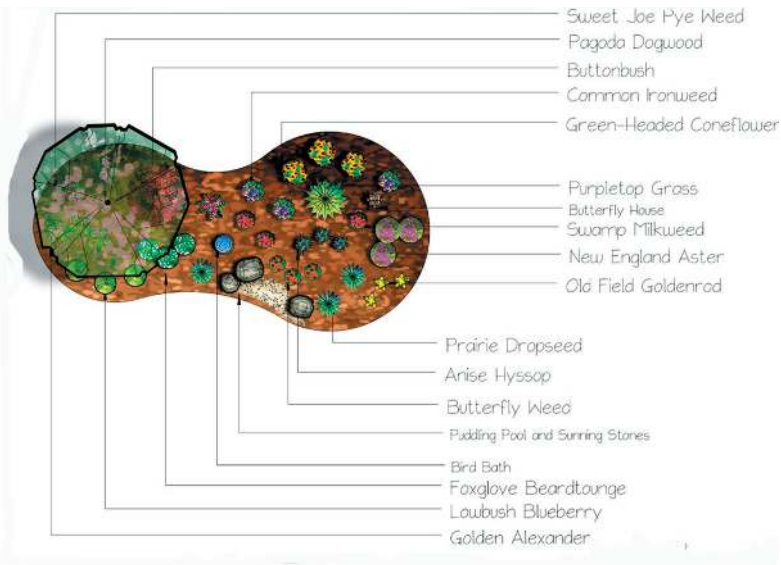 Sweet Joe Pye Weed
Pagoda Dogwood
Buttonbush
Common Ironweed
Green-Headed Coneflower
Purpletop Grass
Butterfly House
Swamp Milkweed
New England Aster
Old Field Goldenrod
Prairie Dropseed
Anise Hyssop
Butterfly Weed
Pudding Pool and Sunning Stones
Bird Bath
Foxglove Beardtounge
Lowbush Blueberry
Golden Alexander